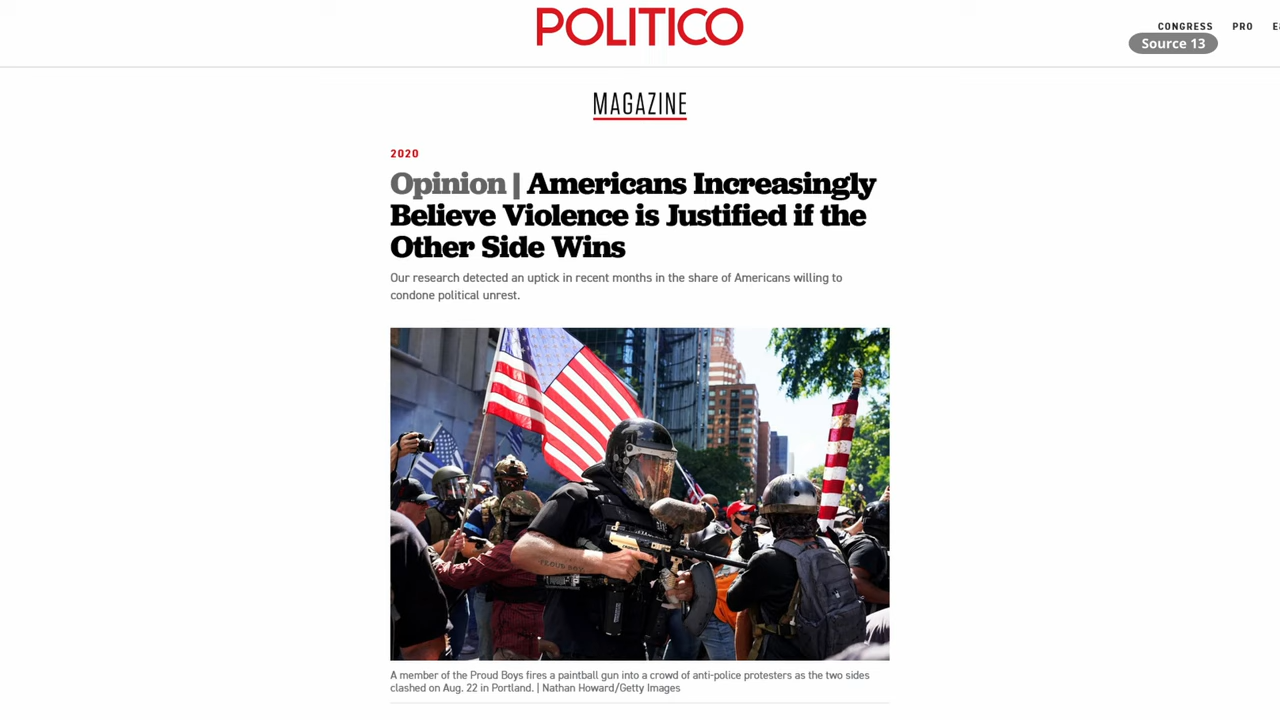 POLITICO
CONGRESS PRO
Source 13
MAGAZINE
2020
Opinion | Americans Increasingly
Believe Violence is Justified if the
Other Side Wins
Our research detected an uptick in recent months in the share of Americans willing to
condone political unrest.
PROUD BOY
A member of the Proud Boys fires a paintball gun into a crowd of anti-police protesters as the two sides
clashed on Aug. 22 in Portland. | Nathan Howard/Getty Images